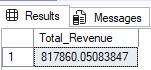 Results Messages
Total_Revenue
1 817860.05083847